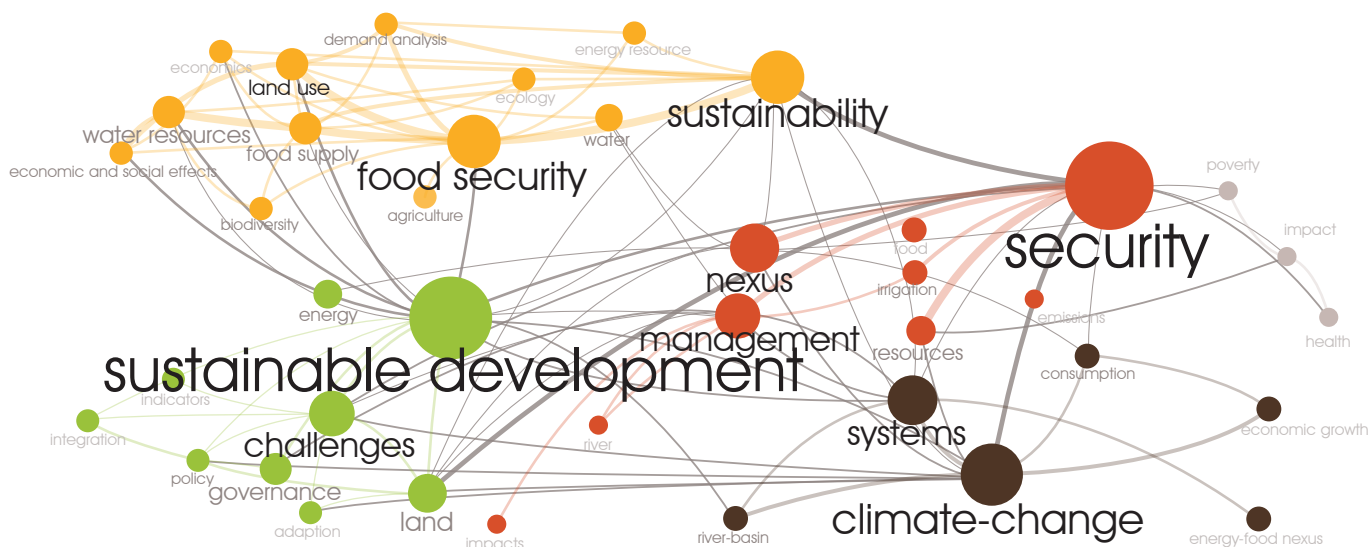 demand analysis
energy resource
economics
land use
ecology
sustainability
water resources
food supply
water
poverty
economic and social effects
food security
agriculture
biodiversity
impact
food
security
nexus
irrigation
energy
emissions
management
health
resources
sustainable development
consumption
indicators
integration
challenges
river
systems
economic growth
policy
governance
land
climate-change
adaption
impacts
river-basin
energy-food nexus